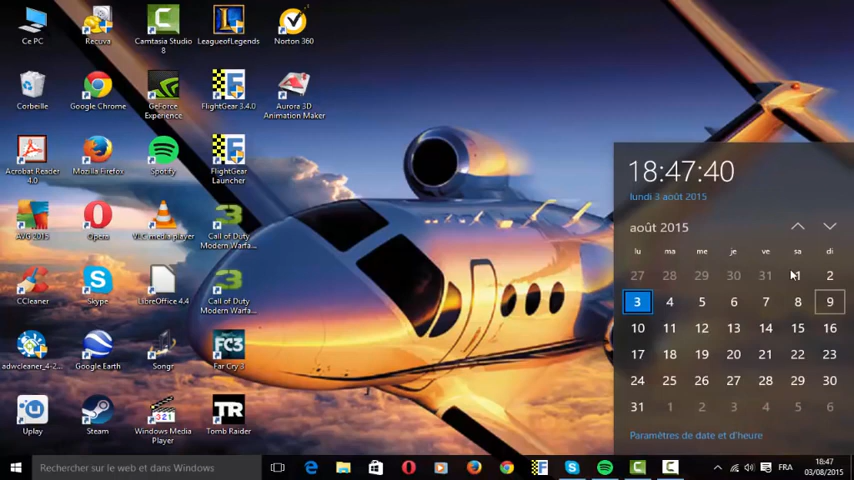 Ce PC
Recuva
Camtasia Studio
8
LeagueofLegends
Norton 360
Corbeille
Google Chrome
GeForce
Experience
FlightGear 3.4.0
Aurora 3D
Animation Maker
Acrobat Reader
4.0
Mozilla Firefox
Spotify
FlightGear
Launcher
AVG 2015
Opera
VLC media player
Call of Duty
Modern Warfa...
CCleaner
Skype
LibreOffice 4.4
Call of Duty
Modern Warfa...
adwcleaner_4-2...
Google Earth
Songr
FC3
Far Cry 3
Uplay
Steam
321
Windows Media
Player
TR
Tomb Raider
18:47:40
lundi 3 août 2015
août 2015
lu ma me je ve sa di
27 28 29 30 31 1 2
3 4 5 6 7 8 9
10 11 12 13 14 15 16
17 18 19 20 21 22 23
24 25 26 27 28 29 30
31 1 2 3 4 5 6
Paramètres de date et d'heure
Rechercher sur le web et dans Windows
FRA
18:47
03/08/2015